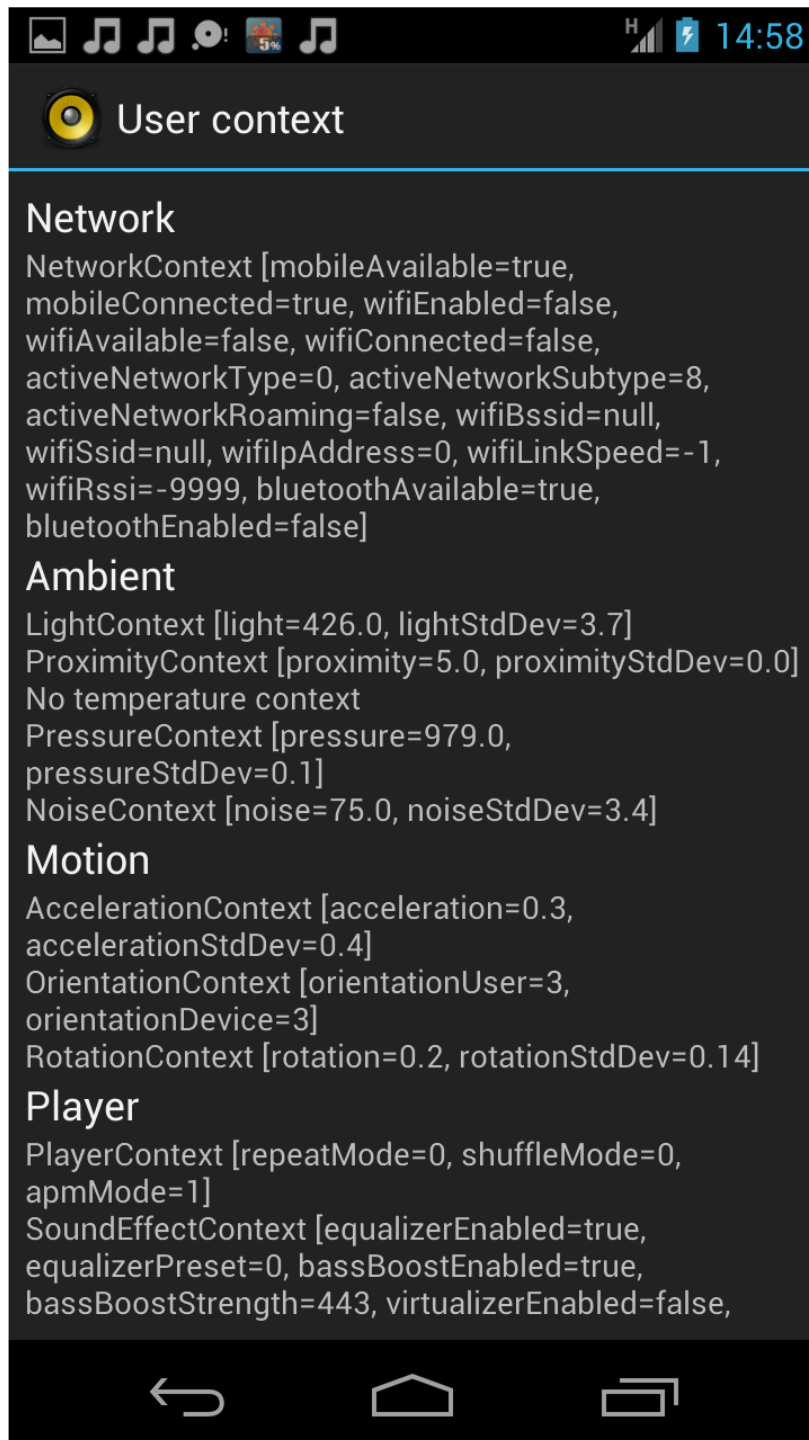 5%
H
14:58
User context
Network
NetworkContext [mobileAvailable=true,
mobileConnected=true, wifiEnabled=false,
wifiAvailable=false, wifiConnected=false,
activeNetworkType=0, activeNetworkSubtype=8,
activeNetworkRoaming=false, wifiBssid=null,
wifiSsid=null, wifiIpAddress=0, wifiLinkSpeed=-1,
wifiRssi=-9999, bluetoothAvailable=true,
bluetoothEnabled=false]
Ambient
LightContext [light=426.0, lightStdDev=3.7]
ProximityContext [proximity=5.0, proximityStdDev=0.0]
No temperature context
PressureContext [pressure=979.0,
pressureStdDev=0.1]
NoiseContext [noise=75.0, noiseStdDev=3.4]
Motion
AccelerationContext [acceleration=0.3,
accelerationStdDev=0.4]
OrientationContext [orientationUser=3,
orientationDevice=3]
RotationContext [rotation=0.2, rotationStdDev=0.14]
Player
PlayerContext [repeatMode=0, shuffleMode=0,
apmMode=1]
SoundEffectContext [equalizerEnabled=true,
equalizerPreset=0, bassBoostEnabled=true,
bassBoostStrength=443, virtualizerEnabled=false,